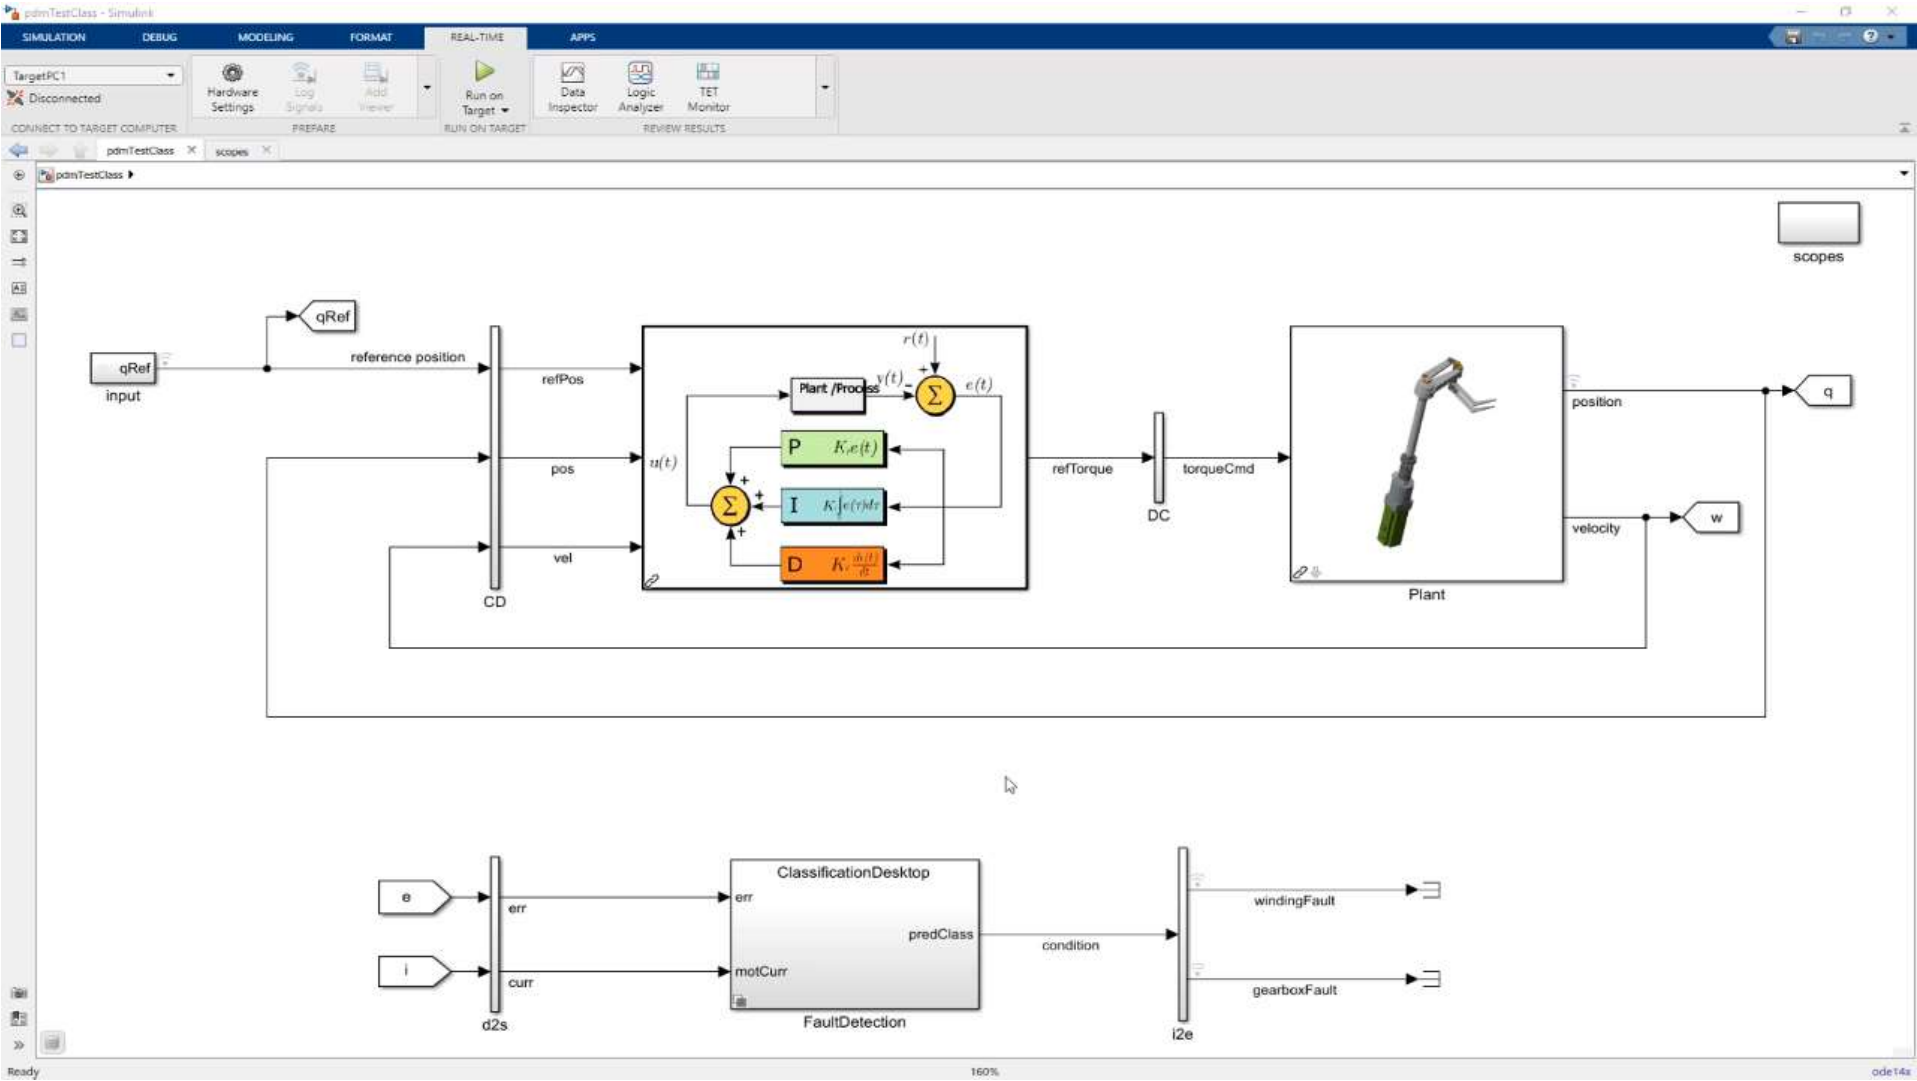 pdmTestClass - Simulink
SIMULATION DEBUG MODELING FORMAT REAL-TIME APPS
TargetPC1
Disconnected
CONNECT TO TARGET COMPUTER
Hardware Settings
Log Signals
Add Viewer
PREPARE
Run on Target
RUN ON TARGET
Data Inspector
Logic Analyzer
TET Monitor
REVIEW RESULTS
pdmTestClass scopes
pdmTestClass
scopes
qRef
qRef
input
reference position
refPos
pos
vel
CD
r(t)
Plant /Process
y(t)
e(t)
u(t)
Σ
Σ
P
I
D
refTorque
DC
torqueCmd
Plant
position
velocity
q
w
e
i
err
curr
d2s
ClassificationDesktop
err
motCurr
predClass
FaultDetection
condition
i2e
windingFault
gearboxFault
Ready
160%
ode14x